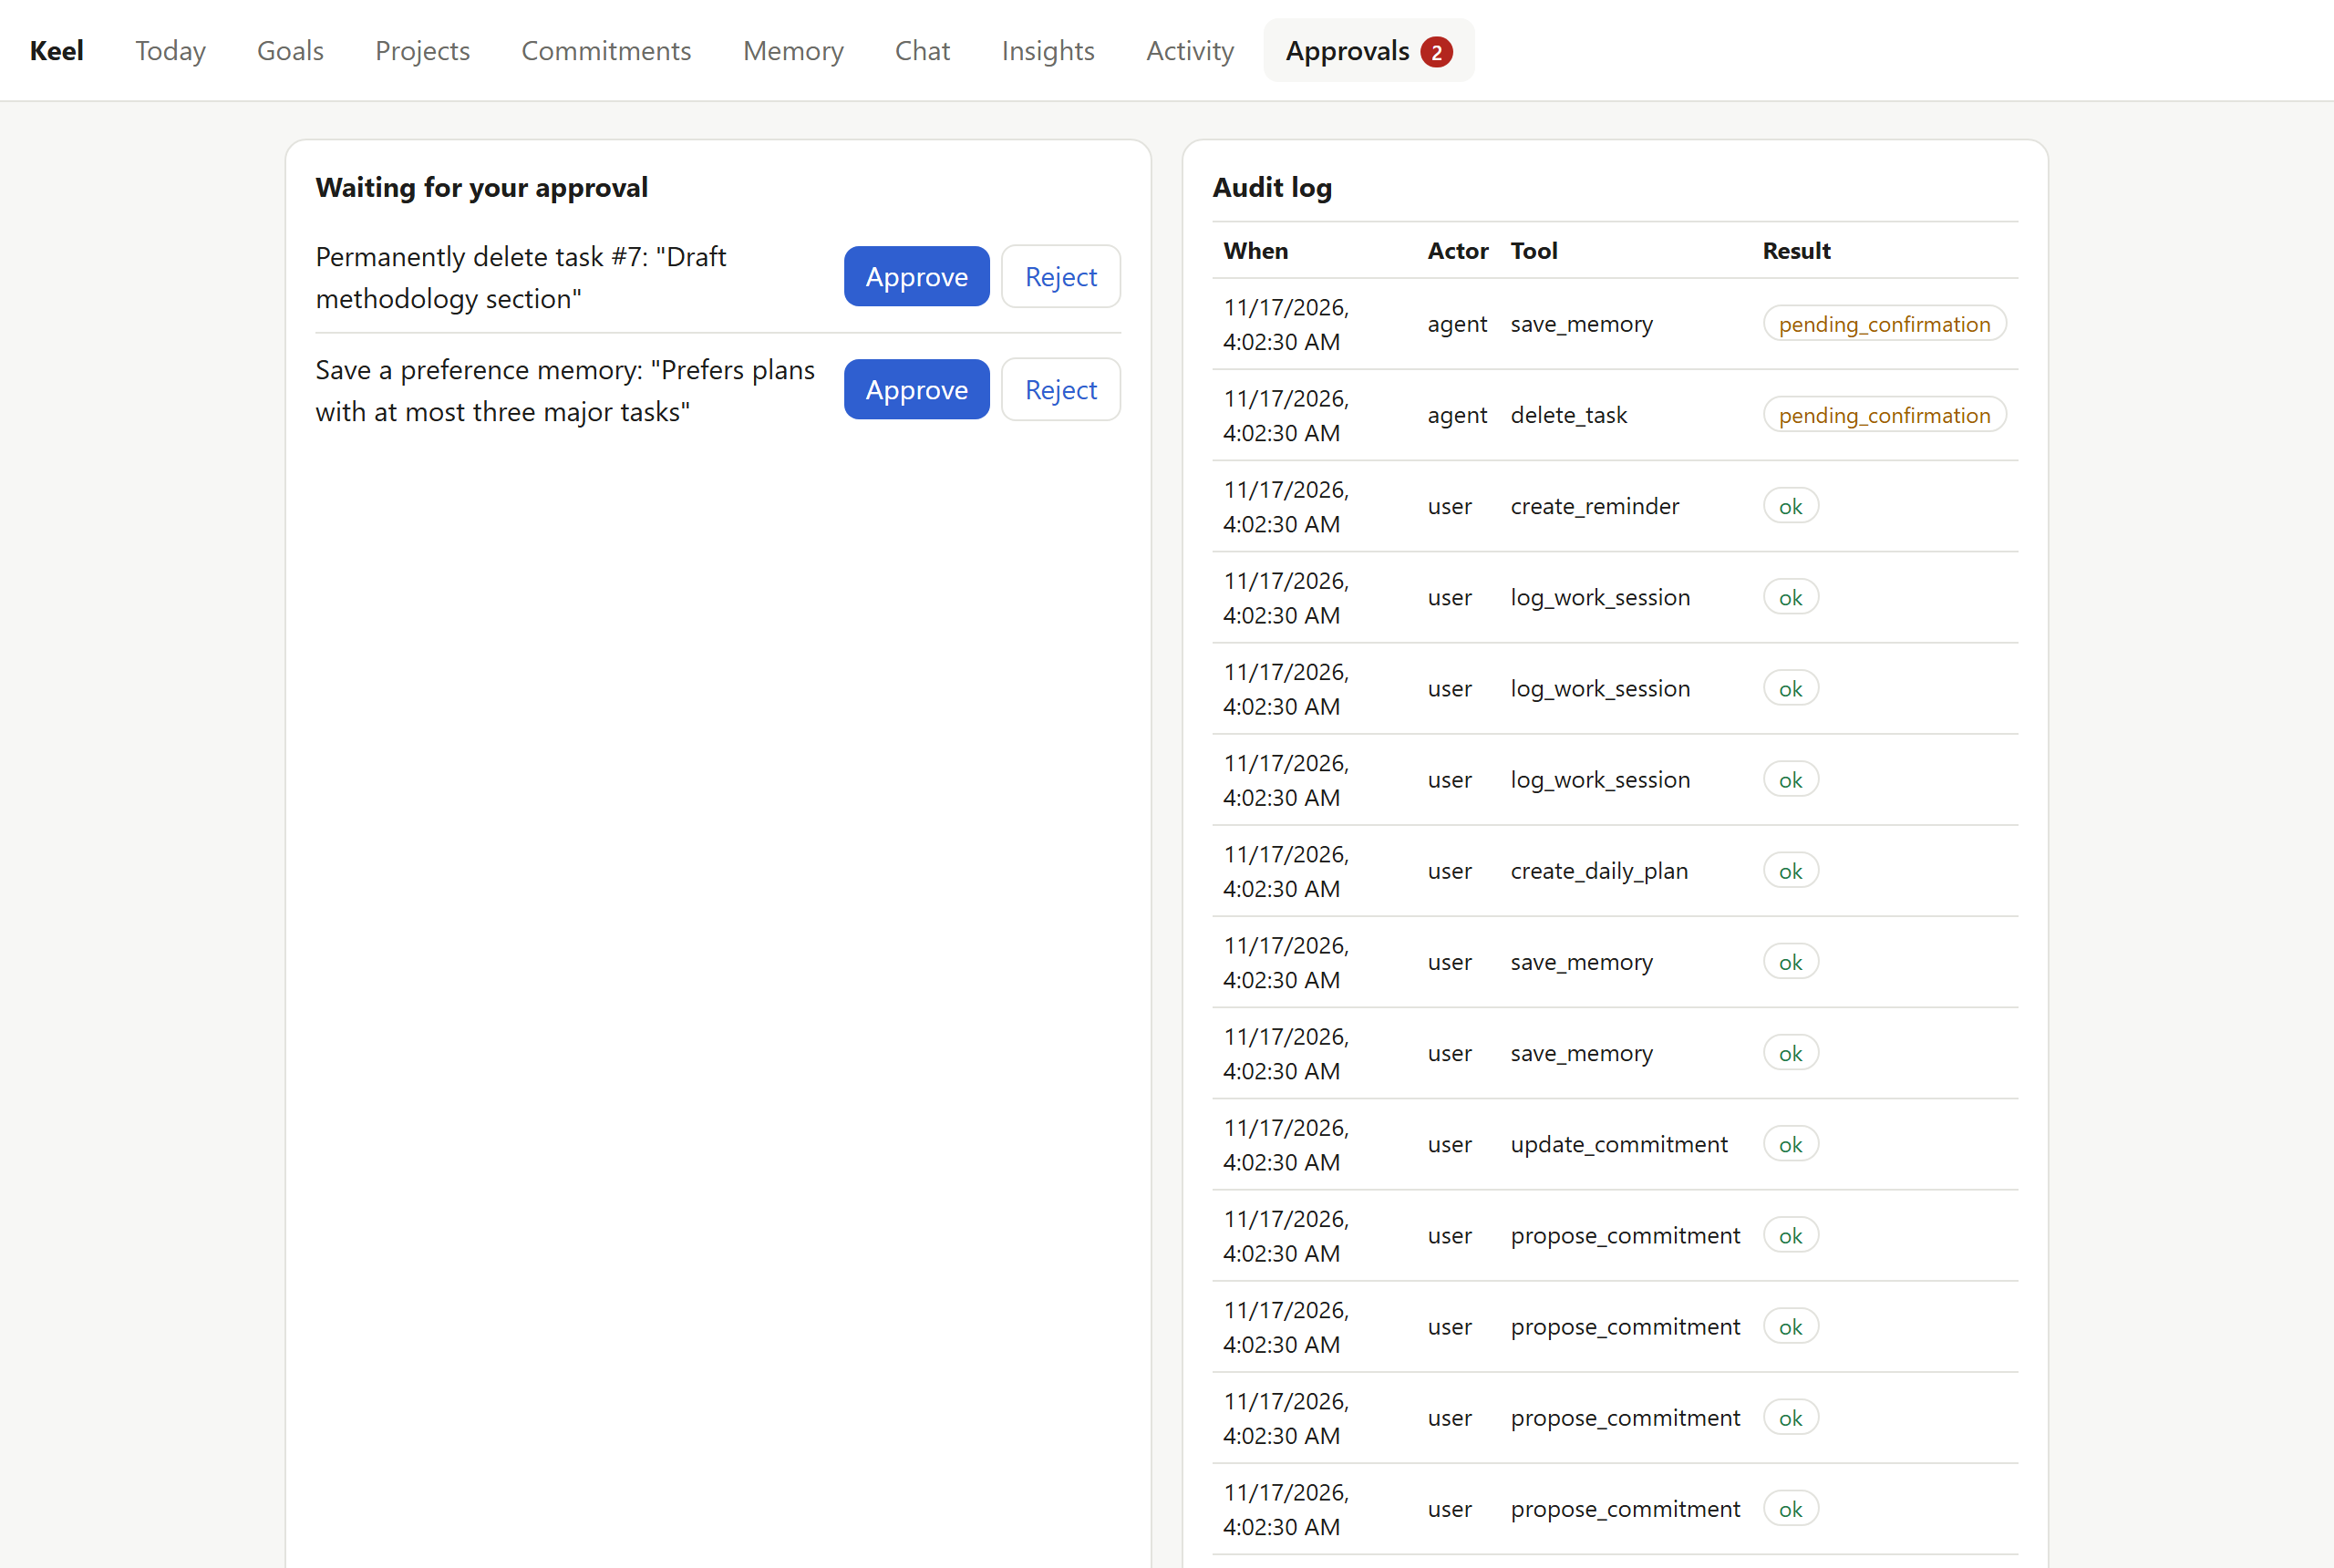 Keel Today Goals Projects Commitments Memory Chat Insights Activity Approvals 2
Waiting for your approval
Permanently delete task #7: "Draft
methodology section"
Approve Reject
Save a preference memory: "Prefers plans
with at most three major tasks"
Approve Reject
Audit log
When Actor Tool Result
11/17/2026,
4:02:30 AM
agent save_memory pending_confirmation
11/17/2026,
4:02:30 AM
agent delete_task pending_confirmation
11/17/2026,
4:02:30 AM
user create_reminder ok
11/17/2026,
4:02:30 AM
user log_work_session ok
11/17/2026,
4:02:30 AM
user log_work_session ok
11/17/2026,
4:02:30 AM
user log_work_session ok
11/17/2026,
4:02:30 AM
user create_daily_plan ok
11/17/2026,
4:02:30 AM
user save_memory ok
11/17/2026,
4:02:30 AM
user save_memory ok
11/17/2026,
4:02:30 AM
user update_commitment ok
11/17/2026,
4:02:30 AM
user propose_commitment ok
11/17/2026,
4:02:30 AM
user propose_commitment ok
11/17/2026,
4:02:30 AM
user propose_commitment ok
11/17/2026,
4:02:30 AM
user propose_commitment ok